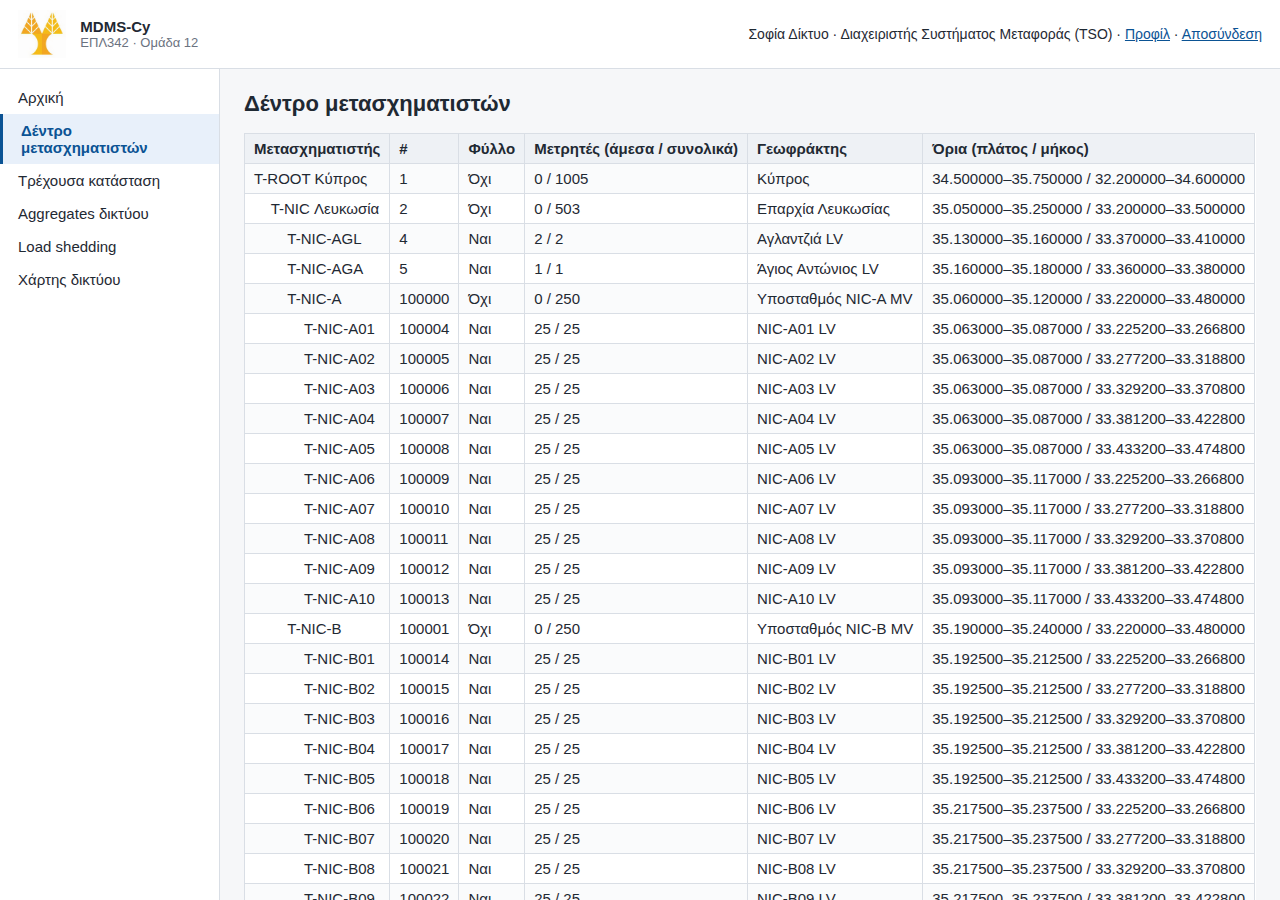 MDMS-Cy
ΕΠΛ342 · Ομάδα 12
Σοφία Δίκτυο · Διαχειριστής Συστήματος Μεταφοράς (TSO) · Προφίλ · Αποσύνδεση
Αρχική
Δέντρο
μετασχηματιστών
Τρέχουσα κατάσταση
Aggregates δικτύου
Load shedding
Χάρτης δικτύου
Δέντρο μετασχηματιστών
Μετασχηματιστής # Φύλλο Μετρητές (άμεσα / συνολικά) Γεωφράκτης Όρια (πλάτος / μήκος)
T-ROOT Κύπρος 1 Όχι 0 / 1005 Κύπρος 34.500000–35.750000 / 32.200000–34.600000
T-NIC Λευκωσία 2 Όχι 0 / 503 Επαρχία Λευκωσίας 35.050000–35.250000 / 33.200000–33.500000
T-NIC-AGL 4 Ναι 2 / 2 Αγλαντζιά LV 35.130000–35.160000 / 33.370000–33.410000
T-NIC-AGA 5 Ναι 1 / 1 Άγιος Αντώνιος LV 35.160000–35.180000 / 33.360000–33.380000
T-NIC-A 100000 Όχι 0 / 250 Υποσταθμός NIC-A MV 35.060000–35.120000 / 33.220000–33.480000
T-NIC-A01 100004 Ναι 25 / 25 NIC-A01 LV 35.063000–35.087000 / 33.225200–33.266800
T-NIC-A02 100005 Ναι 25 / 25 NIC-A02 LV 35.063000–35.087000 / 33.277200–33.318800
T-NIC-A03 100006 Ναι 25 / 25 NIC-A03 LV 35.063000–35.087000 / 33.329200–33.370800
T-NIC-A04 100007 Ναι 25 / 25 NIC-A04 LV 35.063000–35.087000 / 33.381200–33.422800
T-NIC-A05 100008 Ναι 25 / 25 NIC-A05 LV 35.063000–35.087000 / 33.433200–33.474800
T-NIC-A06 100009 Ναι 25 / 25 NIC-A06 LV 35.093000–35.117000 / 33.225200–33.266800
T-NIC-A07 100010 Ναι 25 / 25 NIC-A07 LV 35.093000–35.117000 / 33.277200–33.318800
T-NIC-A08 100011 Ναι 25 / 25 NIC-A08 LV 35.093000–35.117000 / 33.329200–33.370800
T-NIC-A09 100012 Ναι 25 / 25 NIC-A09 LV 35.093000–35.117000 / 33.381200–33.422800
T-NIC-A10 100013 Ναι 25 / 25 NIC-A10 LV 35.093000–35.117000 / 33.433200–33.474800
T-NIC-B 100001 Όχι 0 / 250 Υποσταθμός NIC-B MV 35.190000–35.240000 / 33.220000–33.480000
T-NIC-B01 100014 Ναι 25 / 25 NIC-B01 LV 35.192500–35.212500 / 33.225200–33.266800
T-NIC-B02 100015 Ναι 25 / 25 NIC-B02 LV 35.192500–35.212500 / 33.277200–33.318800
T-NIC-B03 100016 Ναι 25 / 25 NIC-B03 LV 35.192500–35.212500 / 33.329200–33.370800
T-NIC-B04 100017 Ναι 25 / 25 NIC-B04 LV 35.192500–35.212500 / 33.381200–33.422800
T-NIC-B05 100018 Ναι 25 / 25 NIC-B05 LV 35.192500–35.212500 / 33.433200–33.474800
T-NIC-B06 100019 Ναι 25 / 25 NIC-B06 LV 35.217500–35.237500 / 33.225200–33.266800
T-NIC-B07 100020 Ναι 25 / 25 NIC-B07 LV 35.217500–35.237500 / 33.277200–33.318800
T-NIC-B08 100021 Ναι 25 / 25 NIC-B08 LV 35.217500–35.237500 / 33.329200–33.370800
T-NIC-B09 100022 Ναι 25 / 25 NIC-B09 LV 35.217500–35.237500 / 33.381200–33.422800